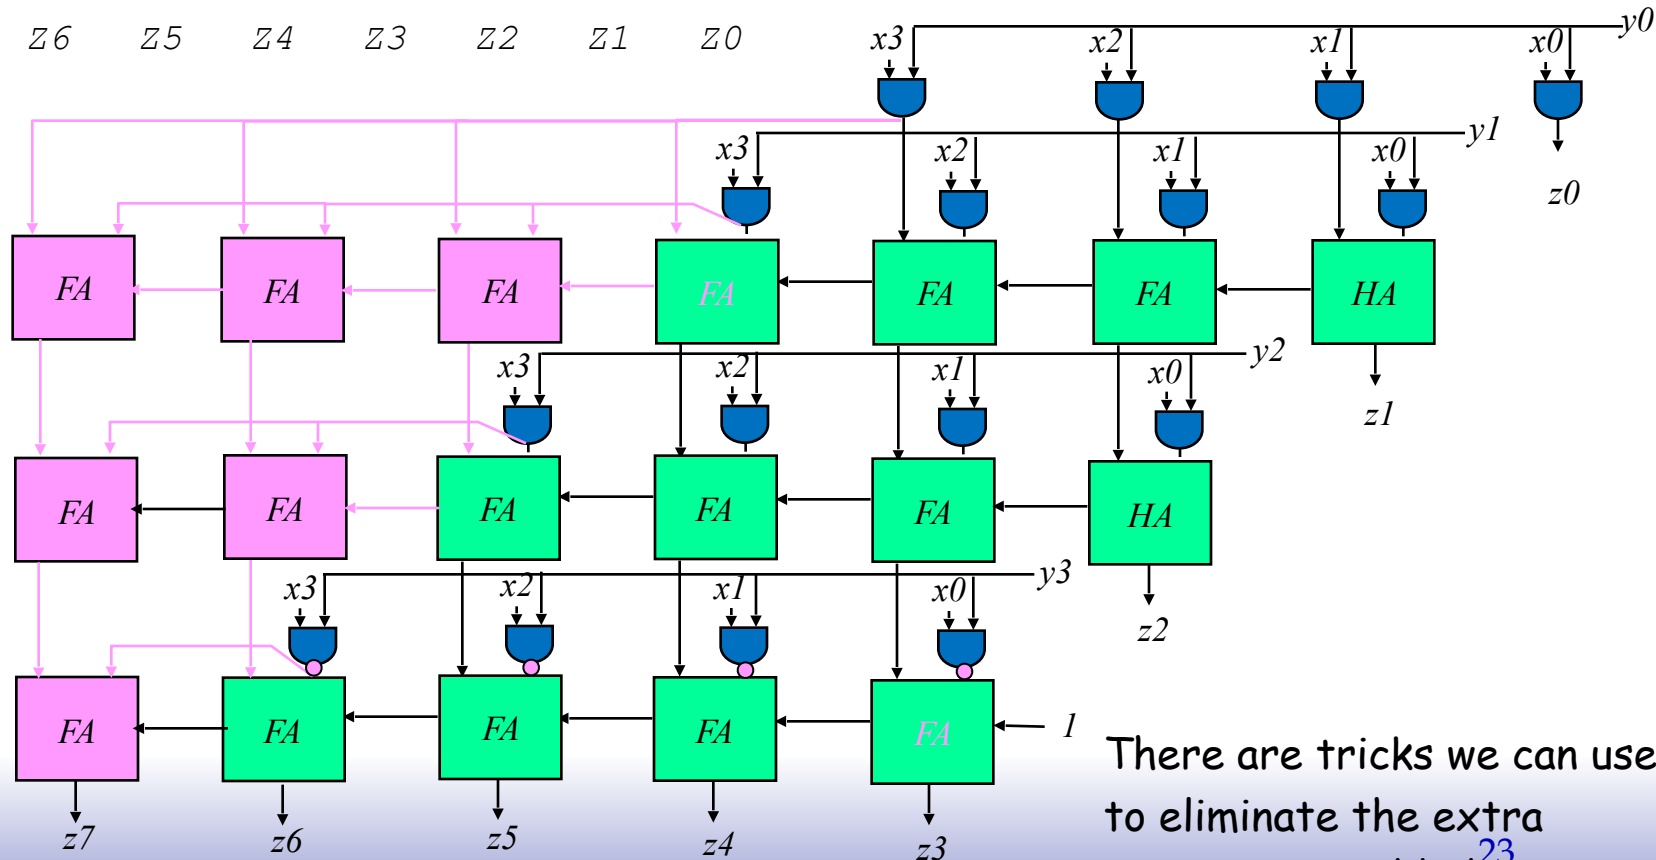 Z6 Z5 Z4 Z3 Z2 Z1 Z0
y0
x3 x2 x1 x0
y1
x3 x2 x1 x0
z0
FA FA FA FA FA FA HA
y2
x3 x2 x1 x0
z1
FA FA FA FA FA HA
y3
x3 x2 x1 x0
z2
FA FA FA FA FA 1
z7 z6 z5 z4 z3
There are tricks we can use
to eliminate the extra
23